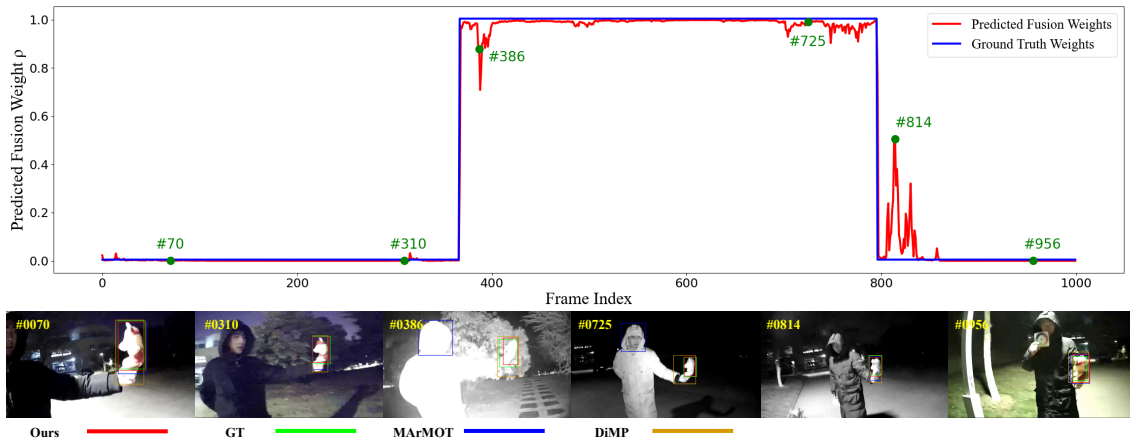 1.0
0.8
0.6
0.4
0.2
0.0
Predicted Fusion Weight ρ
Predicted Fusion Weights
Ground Truth Weights
#386
#725
#814
#70
#310
#956
0 200 400 600 800 1000
Frame Index
#0070 #0310 #0386 #0725 #0814 #0956
Ours GT MArMOT DiMP